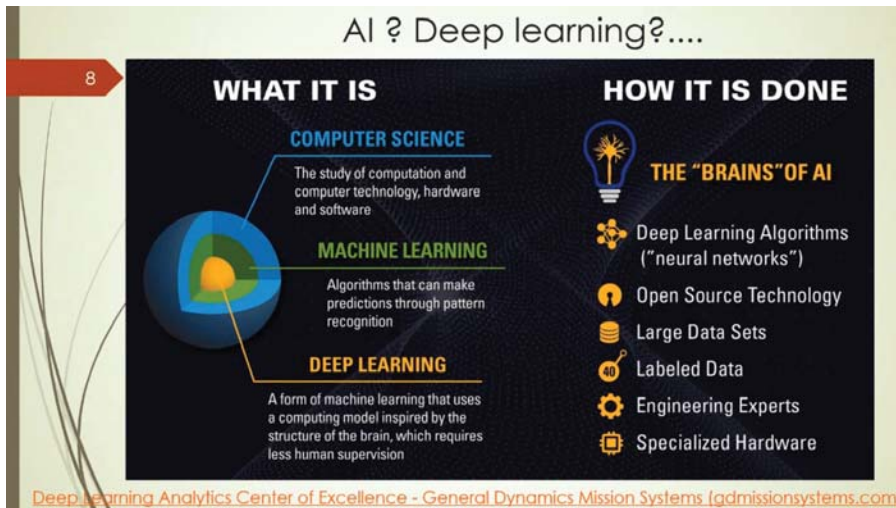 AI ? Deep learning?....
8
WHAT IT IS
COMPUTER SCIENCE
The study of computation and
computer technology, hardware
and software
MACHINE LEARNING
Algorithms that can make
predictions through pattern
recognition
DEEP LEARNING
A form of machine learning that uses
a computing model inspired by the
structure of the brain, which requires
less human supervision
HOW IT IS DONE
THE "BRAINS" OF AI
Deep Learning Algorithms
("neural networks")
Open Source Technology
Large Data Sets
40
Labeled Data
Engineering Experts
Specialized Hardware
Deep Learning Analytics Center of Excellence - General Dynamics Mission Systems (gdmissionsystems.com